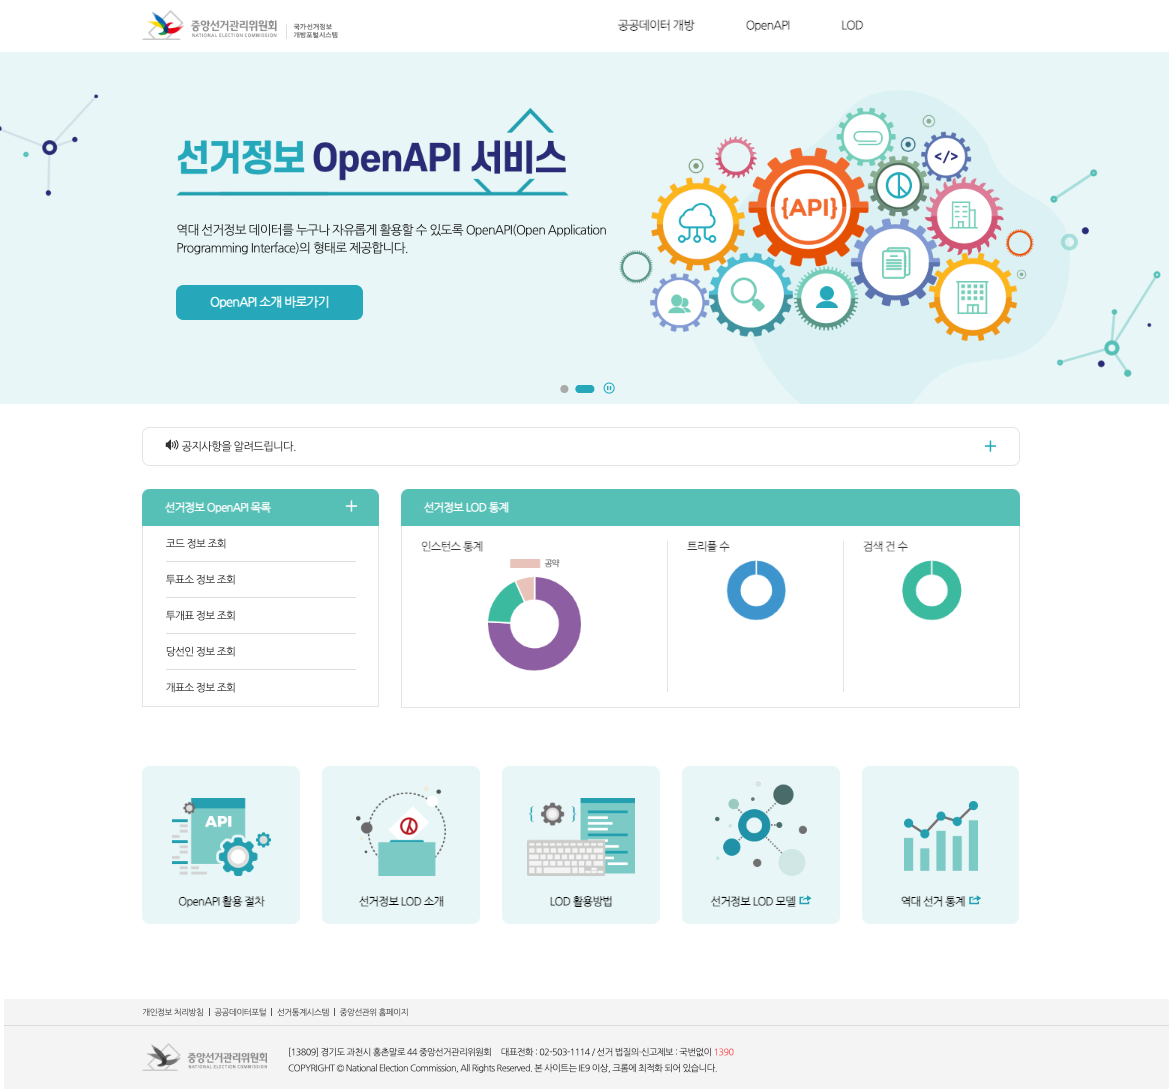 중앙선거관리위원회
NATIONAL ELECTION COMMISSION
국가선거정보
개방포털시스템
공공데이터 개방
OpenAPI
LOD
선거정보 OpenAPI 서비스
역대 선거정보 데이터를 누구나 자유롭게 활용할 수 있도록 OpenAPI(Open Application
Programming Interface)의 형태로 제공합니다.
OpenAPI 소개 바로가기
</>
{API}
공지사항을 알려드립니다.
선거정보 OpenAPI 목록
코드 정보 조회
투표소 정보 조회
투개표 정보 조회
당선인 정보 조회
개표소 정보 조회
선거정보 LOD 통계
인스턴스 통계
공약
트리플 수
검색 건 수
API
OpenAPI 활용 절차
선거정보 LOD 소개
{ }
LOD 활용방법
선거정보 LOD 모델
역대 선거 통계
개인정보 처리방침 | 공공데이터포털 | 선거통계시스템 | 중앙선관위 홈페이지
중앙선거관리위원회
NATIONAL ELECTION COMMISSION
[13809] 경기도 과천시 홍촌말로 44 중앙선거관리위원회 대표전화 : 02-503-1114 / 선거 법질의·신고제보 : 국번없이 1390
COPYRIGHT © National Election Commission, All Rights Reserved. 본 사이트는 IE9 이상, 크롬에 최적화 되어 있습니다.